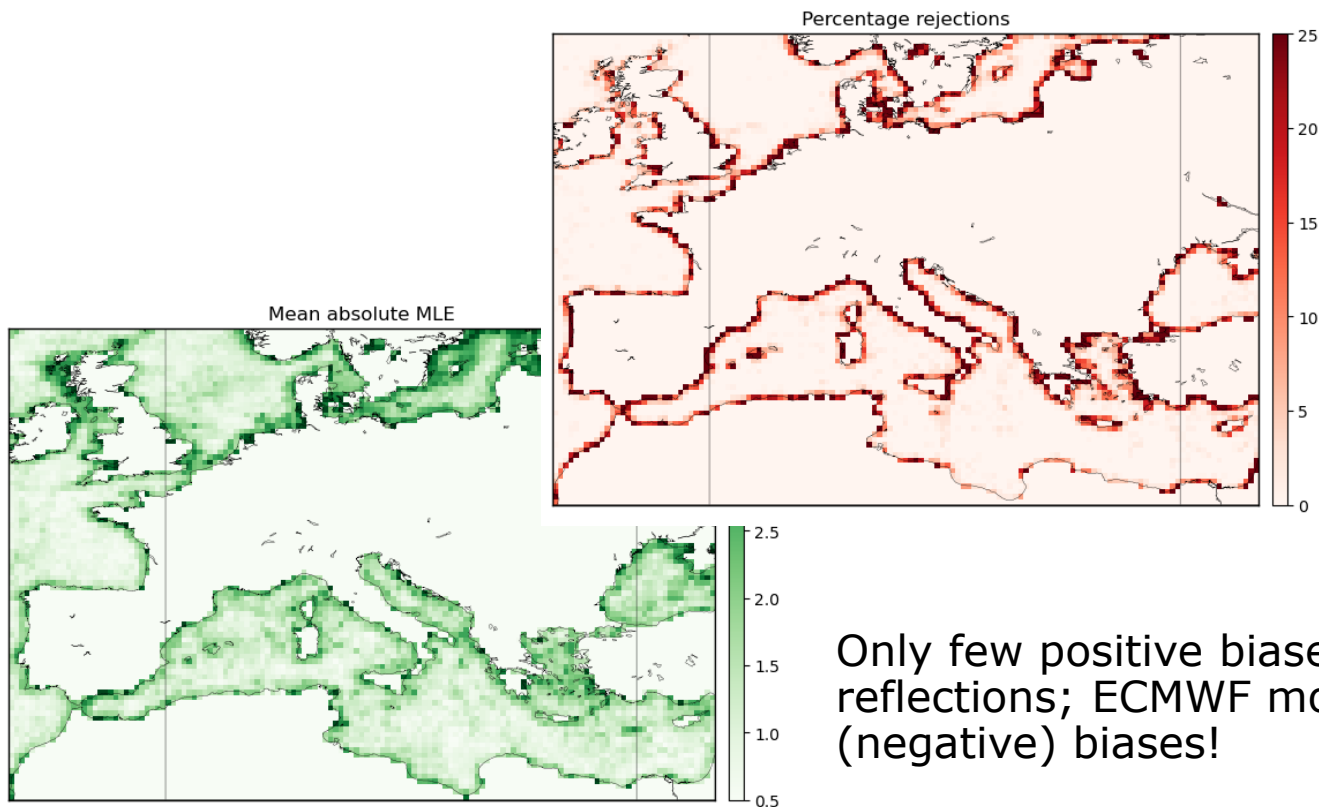 Percentage rejections
25
20
15
10
5
0
Mean absolute MLE
2.5
2.0
1.5
1.0
0.5
Only few positive biase
reflections; ECMWF mo
(negative) biases!